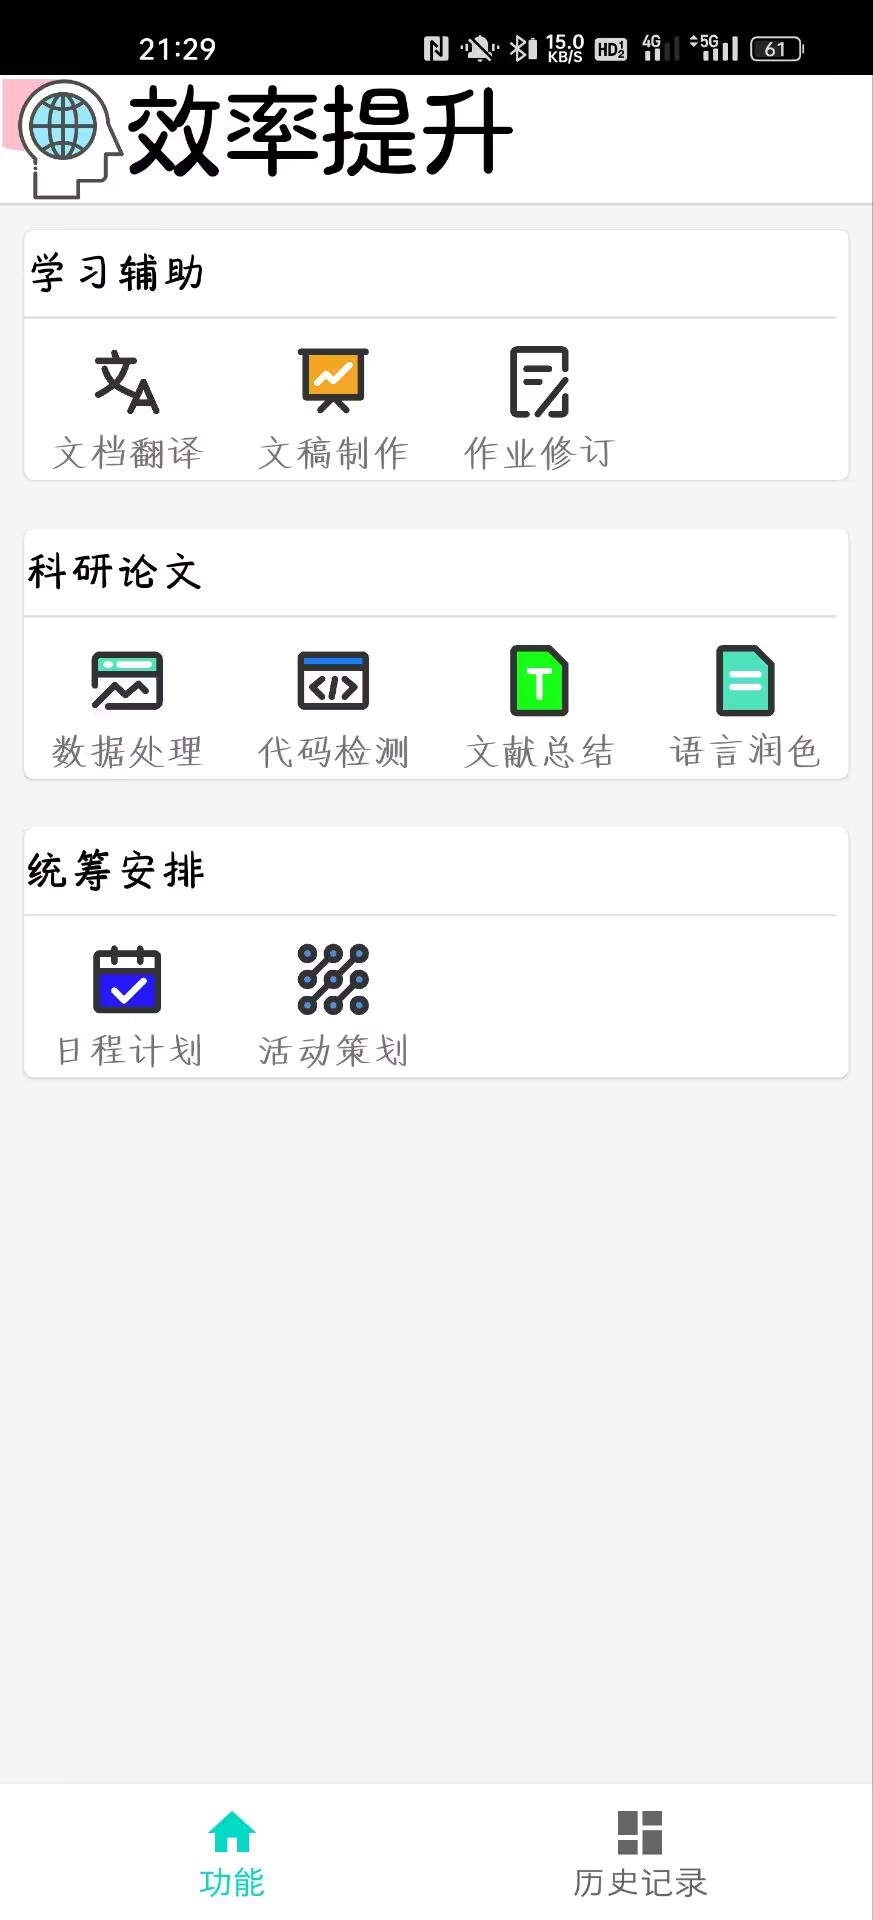 21:29 15.0 KB/S HD 1 2 4G 5G 61
效率提升
学习辅助
文档翻译 文稿制作 作业修订
科研论文
T
数据处理 代码检测 文献总结 语言润色
统筹安排
日程计划 活动策划
功能 历史记录